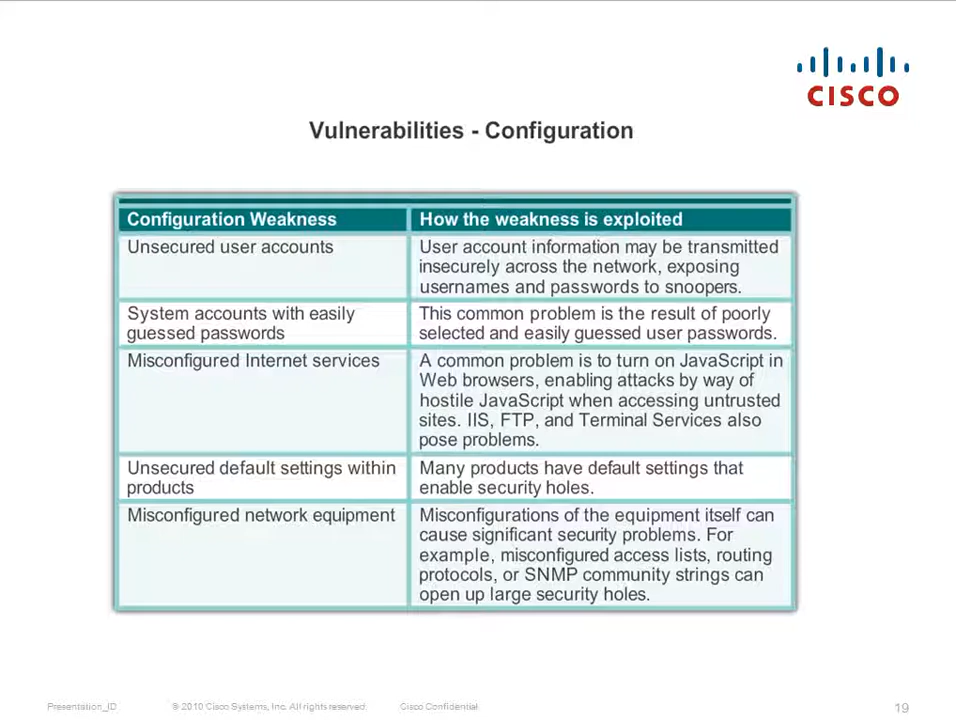 CISCO
Vulnerabilities - Configuration
Configuration Weakness
How the weakness is exploited
Unsecured user accounts
User account information may be transmitted
insecurely across the network, exposing
usernames and passwords to snoopers.
System accounts with easily
guessed passwords
This common problem is the result of poorly
selected and easily guessed user passwords.
Misconfigured Internet services
A common problem is to turn on JavaScript in
Web browsers, enabling attacks by way of
hostile JavaScript when accessing untrusted
sites. IIS, FTP, and Terminal Services also
pose problems.
Unsecured default settings within
products
Many products have default settings that
enable security holes.
Misconfigured network equipment
Misconfigurations of the equipment itself can
cause significant security problems. For
example, misconfigured access lists, routing
protocols, or SNMP community strings can
open up large security holes.
Presentation_ID
© 2010 Cisco Systems, Inc. All rights reserved.
Cisco Confidential
19